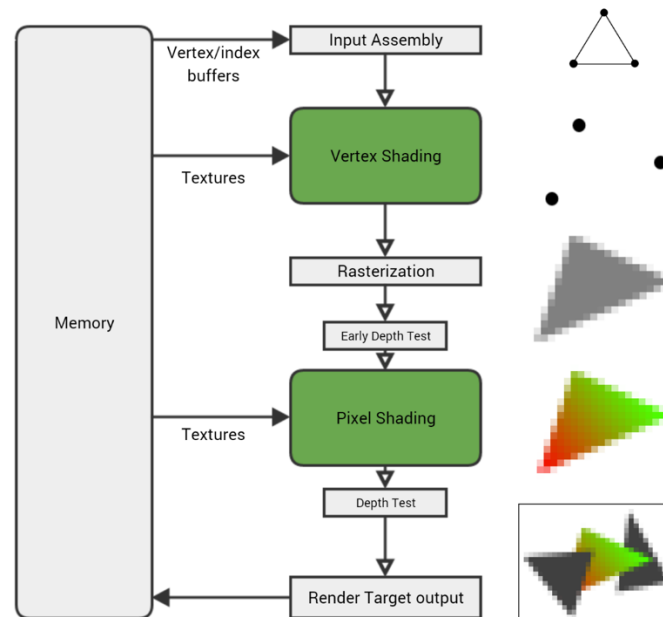 Input Assembly
Vertex/index
buffers
Vertex Shading
Textures
Rasterization
Memory
Early Depth Test
Pixel Shading
Textures
Depth Test
Render Target output